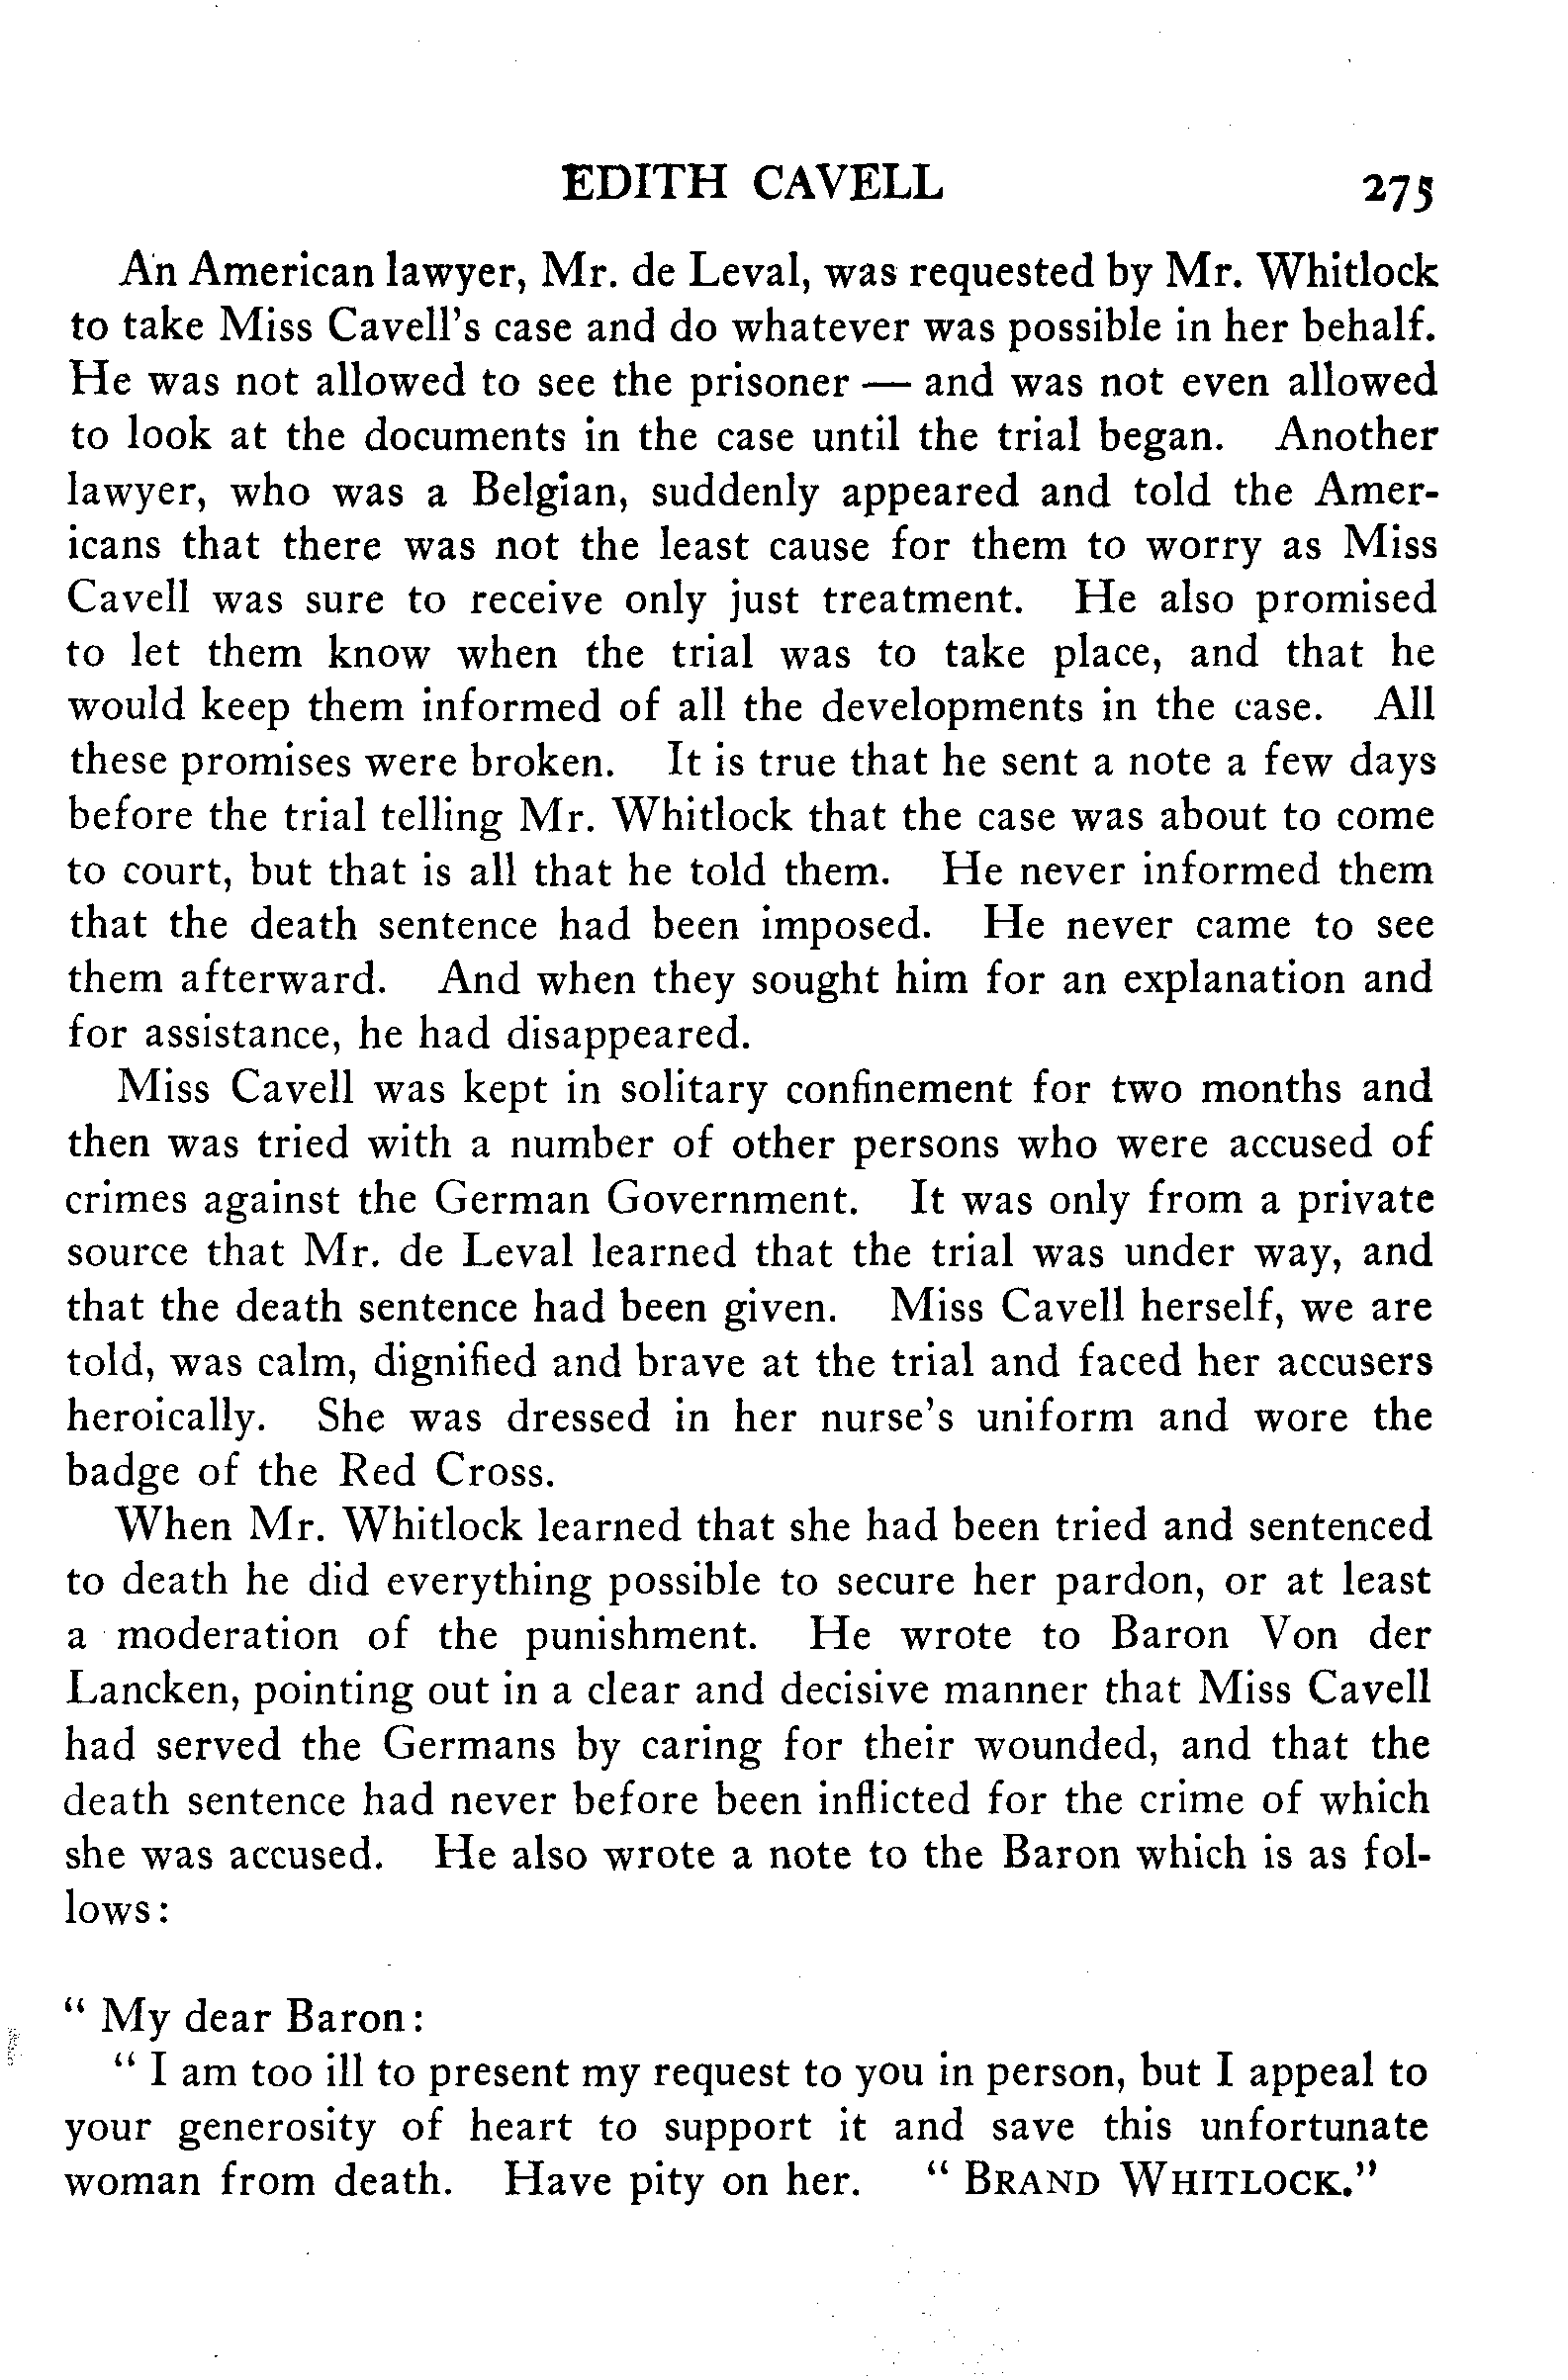 EDITH CAVELL 275
An American lawyer, Mr. de Leval, was requested by Mr. Whitlock
to take Miss Cavell's case and do whatever was possible in her behalf.
He was not allowed to see the prisoner — and was not even allowed
to look at the documents in the case until the trial began. Another
lawyer, who was a Belgian, suddenly appeared and told the Amer-
icans that there was not the least cause for them to worry as Miss
Cavell was sure to receive only just treatment. He also promised
to let them know when the trial was to take place, and that he
would keep them informed of all the developments in the case. All
these promises were broken. It is true that he sent a note a few days
before the trial telling Mr. Whitlock that the case was about to come
to court, but that is all that he told them. He never informed them
that the death sentence had been imposed. He never came to see
them afterward. And when they sought him for an explanation and
for assistance, he had disappeared.
Miss Cavell was kept in solitary confinement for two months and
then was tried with a number of other persons who were accused of
crimes against the German Government. It was only from a private
source that Mr. de Leval learned that the trial was under way, and
that the death sentence had been given. Miss Cavell herself, we are
told, was calm, dignified and brave at the trial and faced her accusers
heroically. She was dressed in her nurse's uniform and wore the
badge of the Red Cross.
When Mr. Whitlock learned that she had been tried and sentenced
to death he did everything possible to secure her pardon, or at least
a moderation of the punishment. He wrote to Baron Von der
Lancken, pointing out in a clear and decisive manner that Miss Cavell
had served the Germans by caring for their wounded, and that the
death sentence had never before been inflicted for the crime of which
she was accused. He also wrote a note to the Baron which is as fol-
lows:
" My dear Baron:
" I am too ill to present my request to you in person, but I appeal to
your generosity of heart to support it and save this unfortunate
woman from death. Have pity on her. " BRAND WHITLOCK."